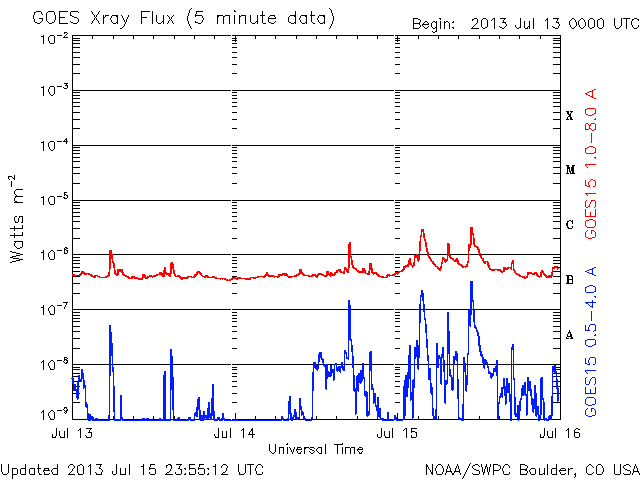 GOES Xray Flux (5 minute data)
Begin: 2013 Jul 13 0000 UTC
10⁻²
10⁻³
10⁻⁴
10⁻⁵
10⁻⁶
10⁻⁷
10⁻⁸
10⁻⁹
Watts m⁻²
X
M
C
B
A
GOES15 1.0-8.0 A
GOES15 0.5-4.0 A
Jul 13
Jul 14
Jul 15
Jul 16
Universal Time
Updated 2013 Jul 15 23:55:12 UTC
NOAA/SWPC Boulder, CO USA